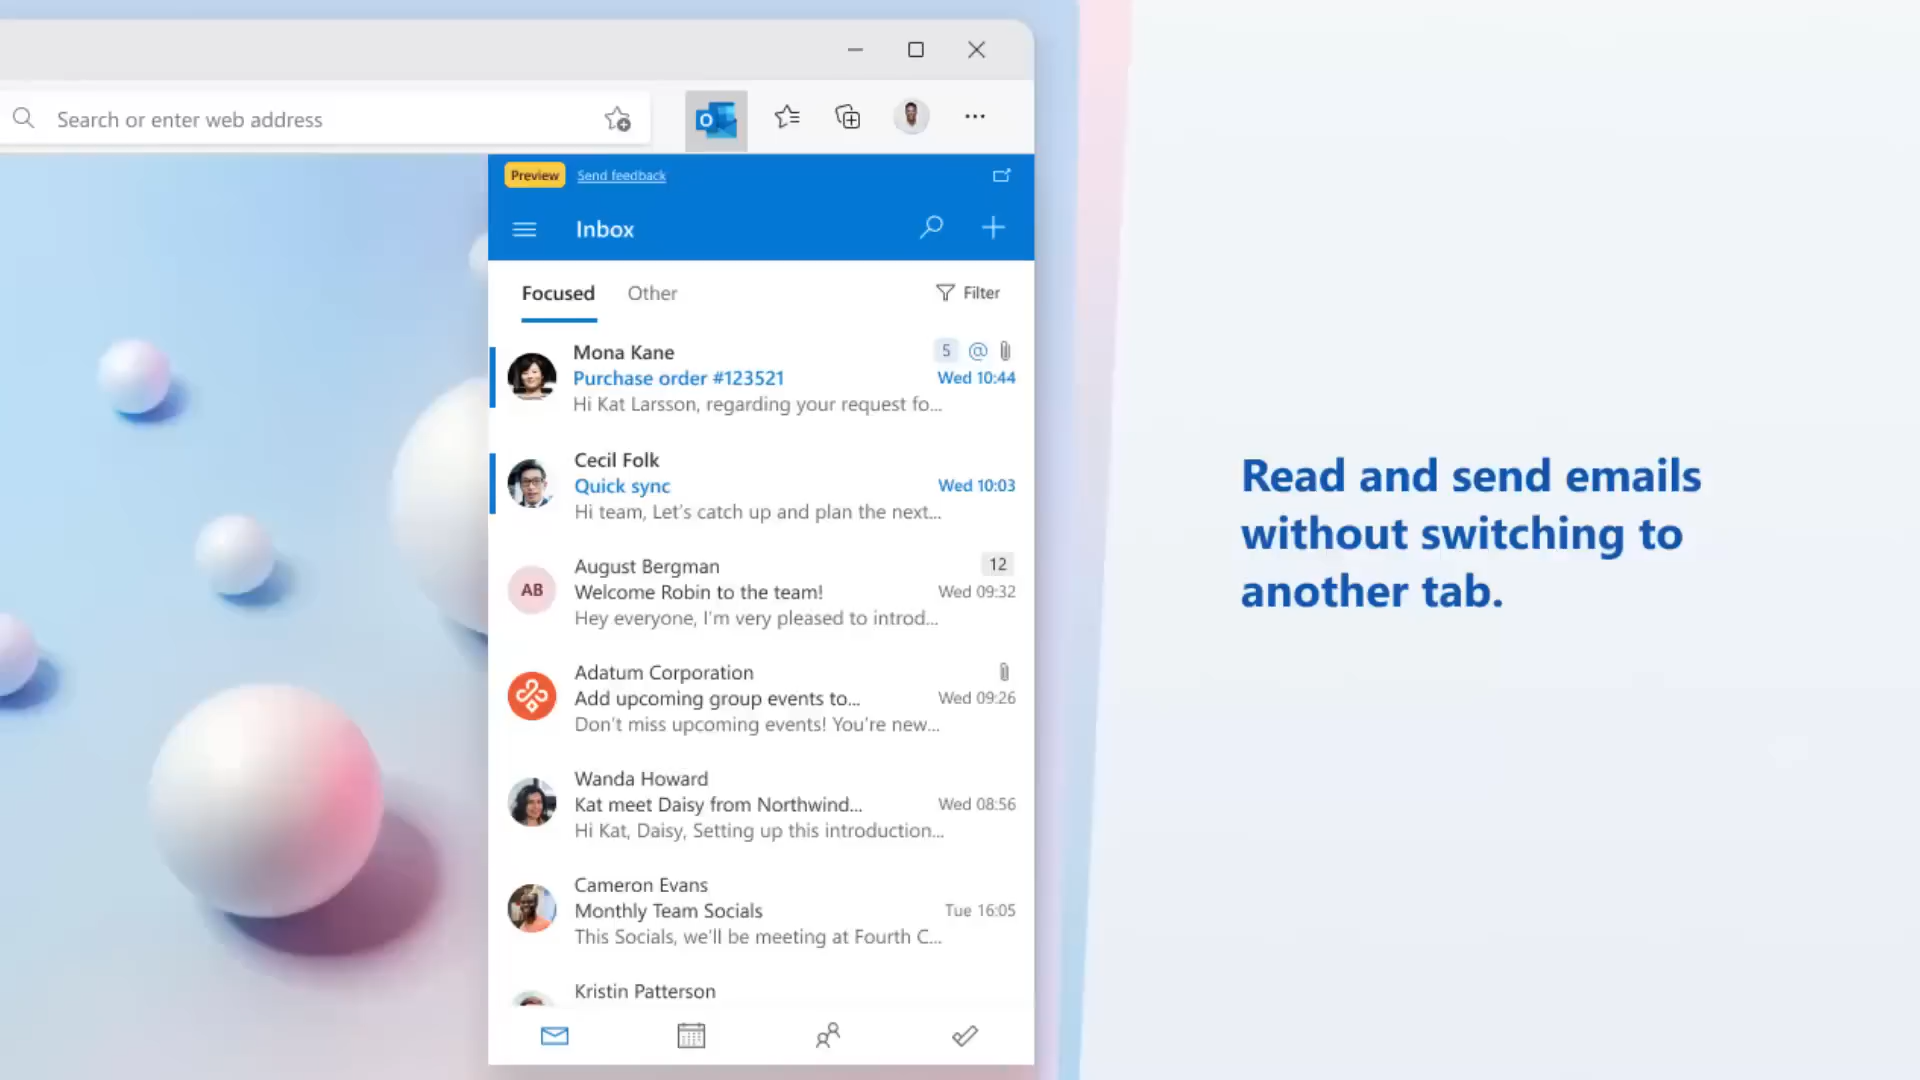 Search or enter web address
Preview
Send feedback
Inbox
Focused
Other
Filter
Mona Kane
5
@
Purchase order #123521
Wed 10:44
Hi Kat Larsson, regarding your request fo...
Cecil Folk
Quick sync
Wed 10:03
Hi team, Let's catch up and plan the next...
AB
August Bergman
12
Welcome Robin to the team!
Wed 09:32
Hey everyone, I'm very pleased to introd...
Adatum Corporation
Add upcoming group events to...
Wed 09:26
Don't miss upcoming events! You're new...
Wanda Howard
Kat meet Daisy from Northwind...
Wed 08:56
Hi Kat, Daisy, Setting up this introduction...
Cameron Evans
Monthly Team Socials
Tue 16:05
This Socials, we'll be meeting at Fourth C...
Kristin Patterson
Read and send emails
without switching to
another tab.